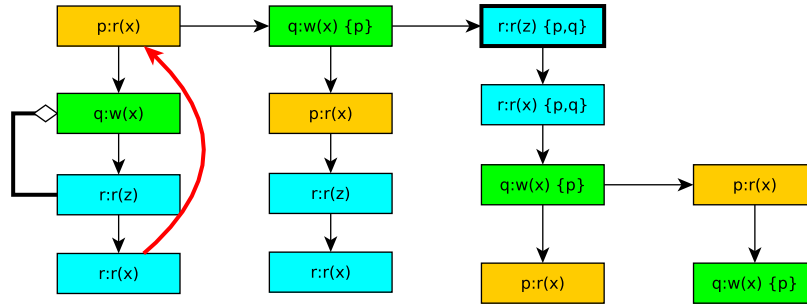 p:r(x)
q:w(x) {p}
r:r(z) {p,q}
q:w(x)
p:r(x)
r:r(x) {p,q}
r:r(z)
r:r(z)
q:w(x) {p}
p:r(x)
r:r(x)
r:r(x)
p:r(x)
q:w(x) {p}